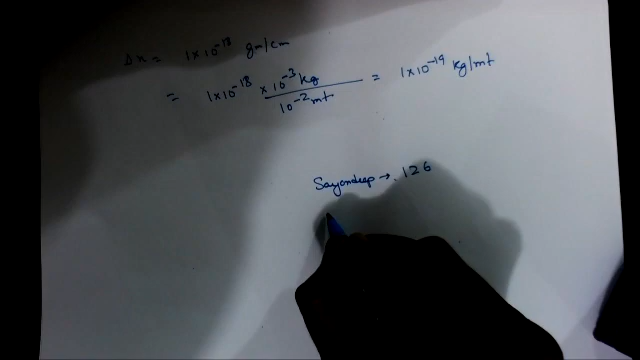 Δx = 1×10⁻¹⁸ gm/cm
= 1×10⁻¹⁸ × 10⁻³ kg / 10⁻² mt = 1×10⁻¹⁹ kg/mt
Sayandeep → 126